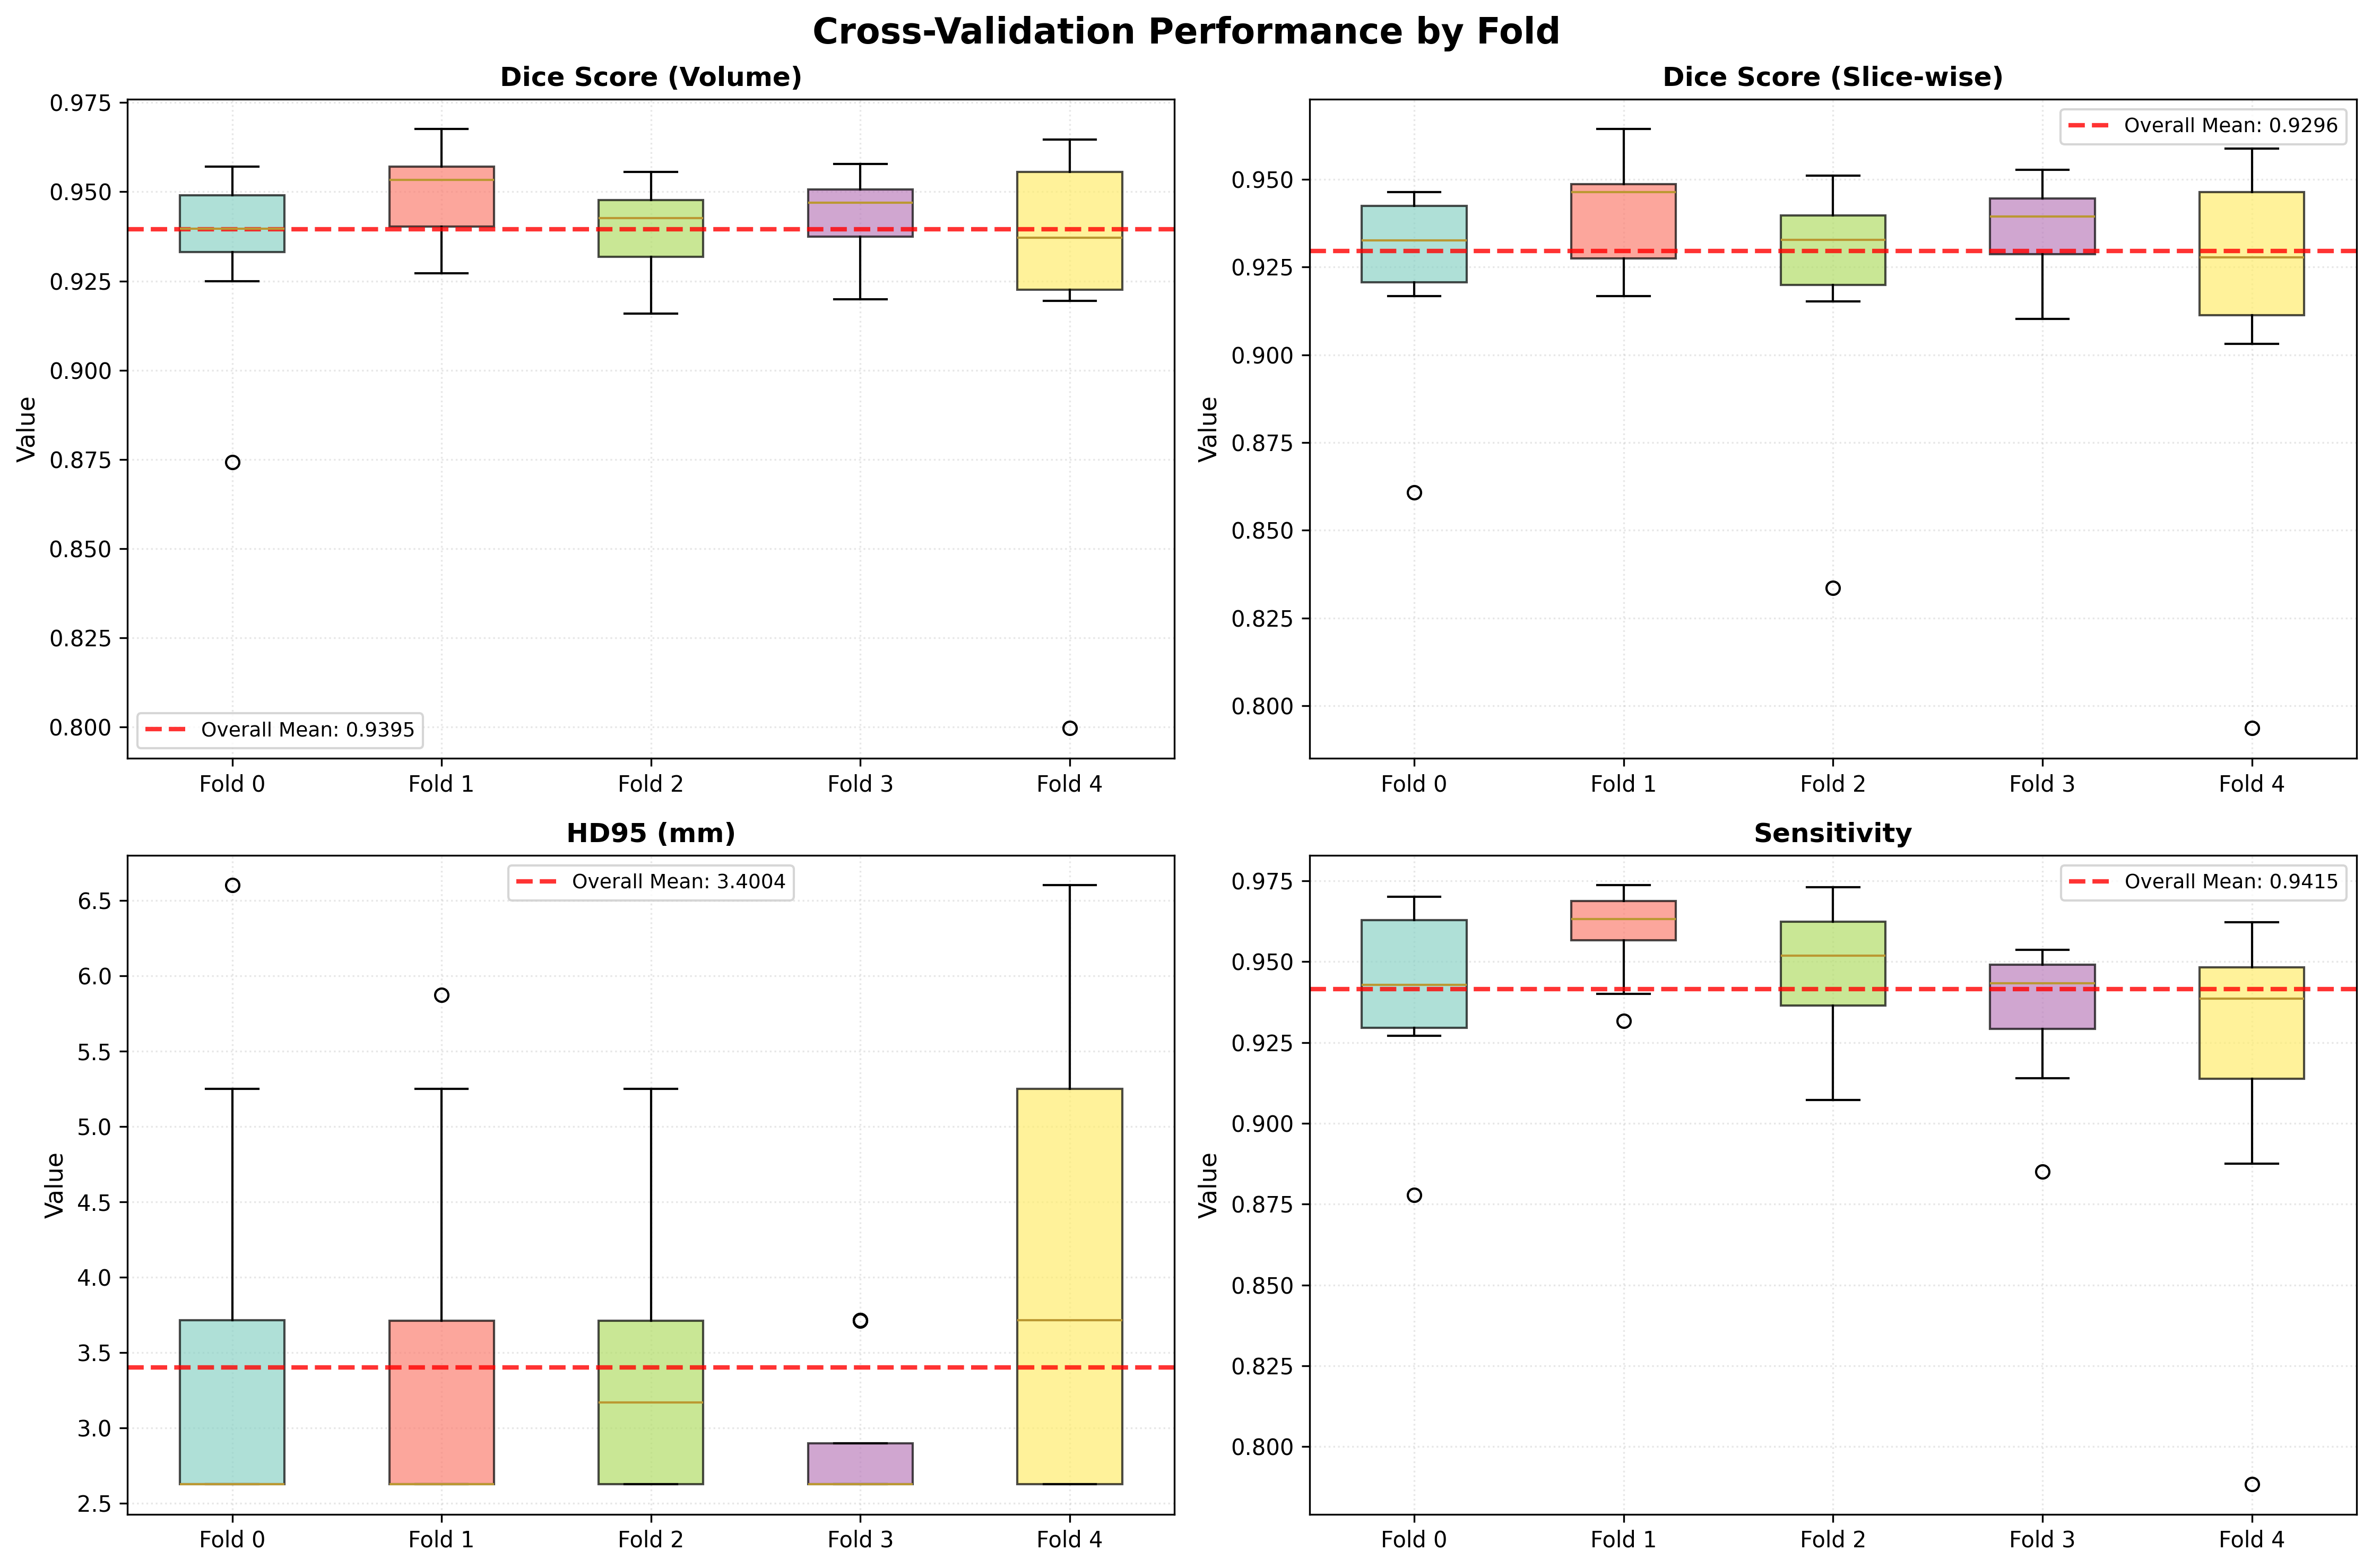 Cross-Validation Performance by Fold
Dice Score (Volume)
Value
0.975
0.950
0.925
0.900
0.875
0.850
0.825
0.800
Overall Mean: 0.9395
Fold 0 Fold 1 Fold 2 Fold 3 Fold 4
Dice Score (Slice-wise)
Value
Overall Mean: 0.9296
0.950
0.925
0.900
0.875
0.850
0.825
0.800
Fold 0 Fold 1 Fold 2 Fold 3 Fold 4
HD95 (mm)
Value
Overall Mean: 3.4004
6.5
6.0
5.5
5.0
4.5
4.0
3.5
3.0
2.5
Fold 0 Fold 1 Fold 2 Fold 3 Fold 4
Sensitivity
Value
Overall Mean: 0.9415
0.975
0.950
0.925
0.900
0.875
0.850
0.825
0.800
Fold 0 Fold 1 Fold 2 Fold 3 Fold 4